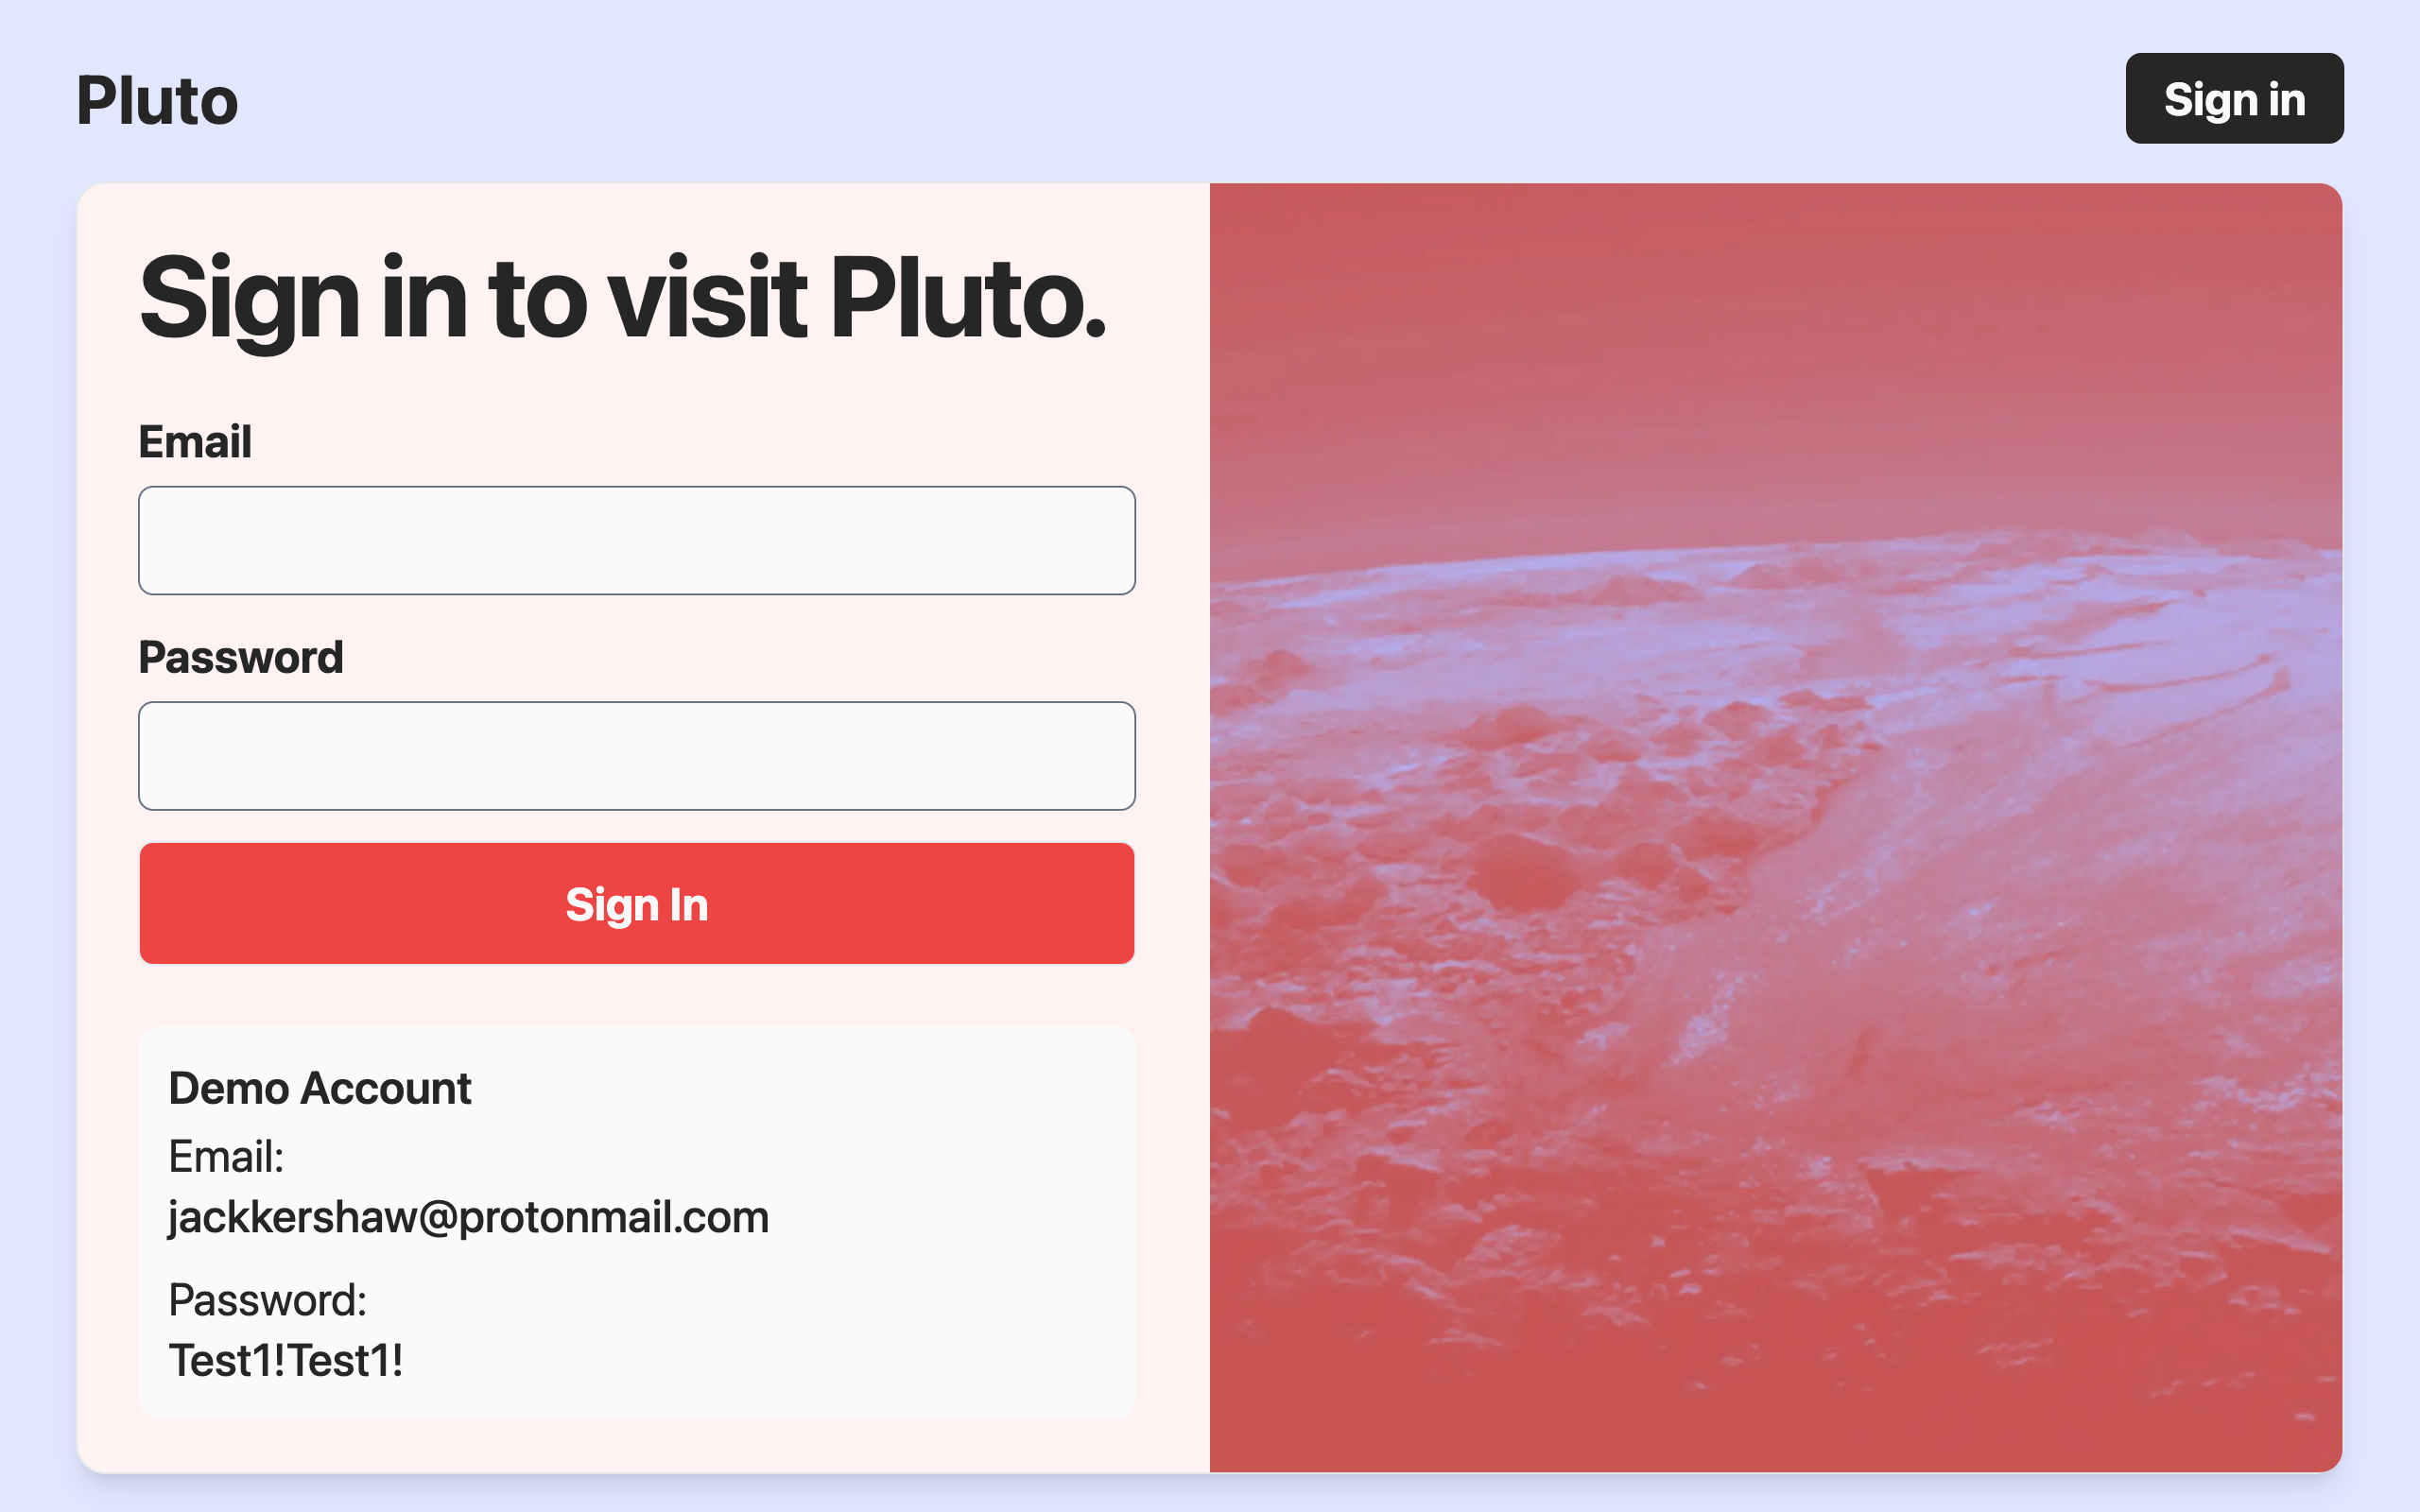 Pluto
Sign in
Sign in to visit Pluto.
Email
Password
Sign In
Demo Account
Email:
jackkershaw@protonmail.com
Password:
Test1!Test1!